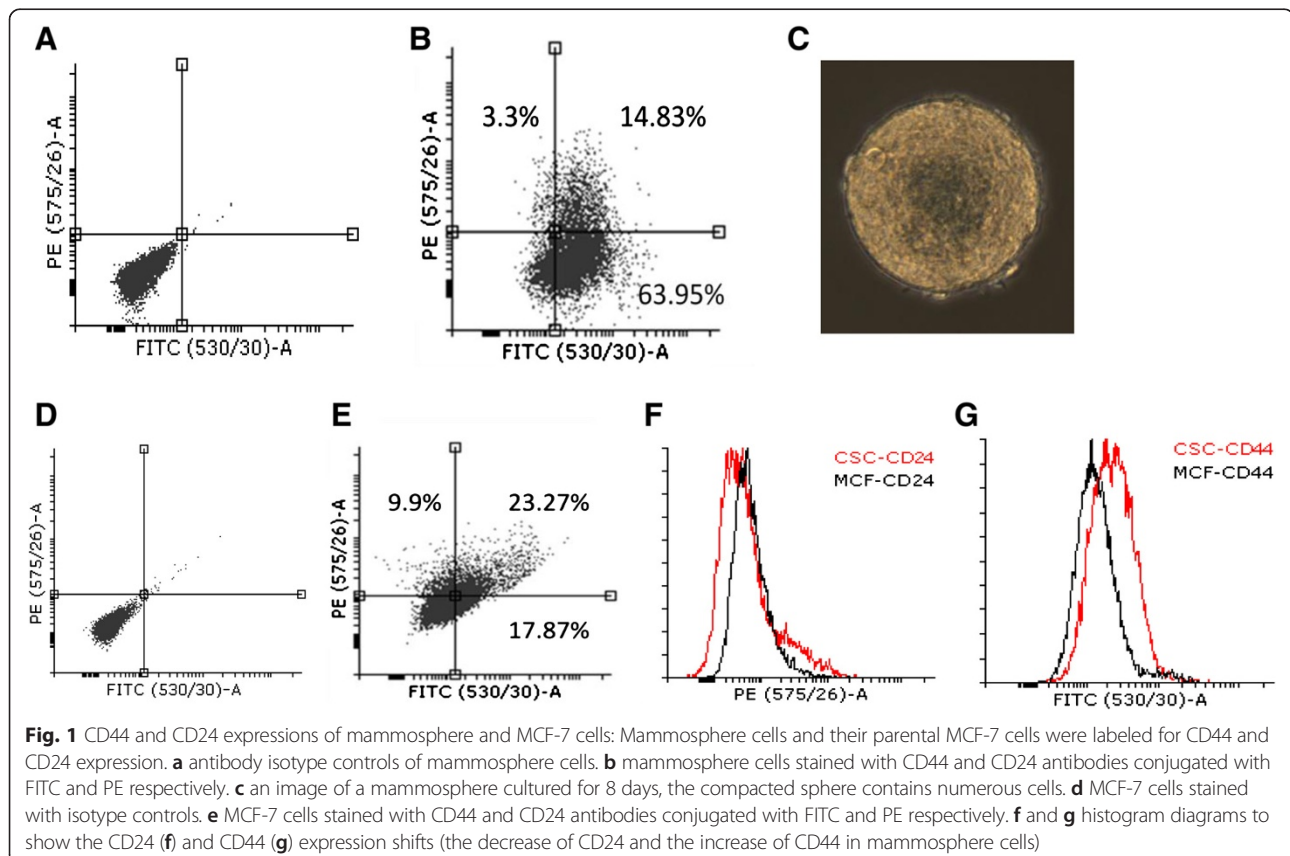 A
PE (575/26)-A
FITC (530/30)-A
B
3.3%
14.83%
63.95%
PE (575/26)-A
FITC (530/30)-A
C
D
PE (575/26)-A
FITC (530/30)-A
E
9.9%
23.27%
17.87%
PE (575/26)-A
FITC (530/30)-A
F
CSC-CD24
MCF-CD24
PE (575/26)-A
G
CSC-CD44
MCF-CD44
FITC (530/30)-A
Fig. 1 CD44 and CD24 expressions of mammosphere and MCF-7 cells: Mammosphere cells and their parental MCF-7 cells were labeled for CD44 and
CD24 expression. a antibody isotype controls of mammosphere cells. b mammosphere cells stained with CD44 and CD24 antibodies conjugated with
FITC and PE respectively. c an image of a mammosphere cultured for 8 days, the compacted sphere contains numerous cells. d MCF-7 cells stained
with isotype controls. e MCF-7 cells stained with CD44 and CD24 antibodies conjugated with FITC and PE respectively. f and g histogram diagrams to
show the CD24 (f) and CD44 (g) expression shifts (the decrease of CD24 and the increase of CD44 in mammosphere cells)